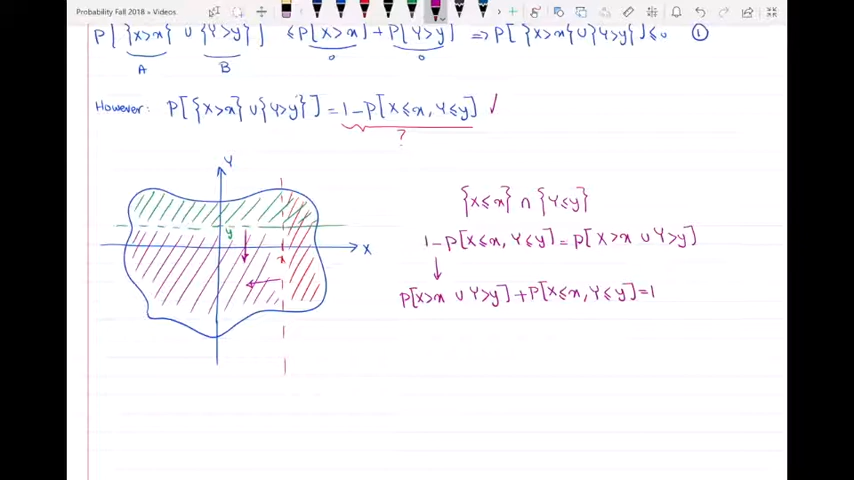 Probability Fall 2018 » Videos
P[{X>x} ∪ {Y>y}] ≤ P[X>x] + P[Y>y] ⇒ P[{X>x}∪{Y>y}] ≤ 0 ①
A B 0 0
However: P[{X>x} ∪ {Y>y}] = 1-P[X≤x, Y≤y] ✓
?
Y
{X≤x} ∩ {Y≤y}
y
1-P[X≤x, Y≤y] = P[X>x ∪ Y>y]
X
x
P[X>x ∪ Y>y] + P[X≤x, Y≤y] = 1